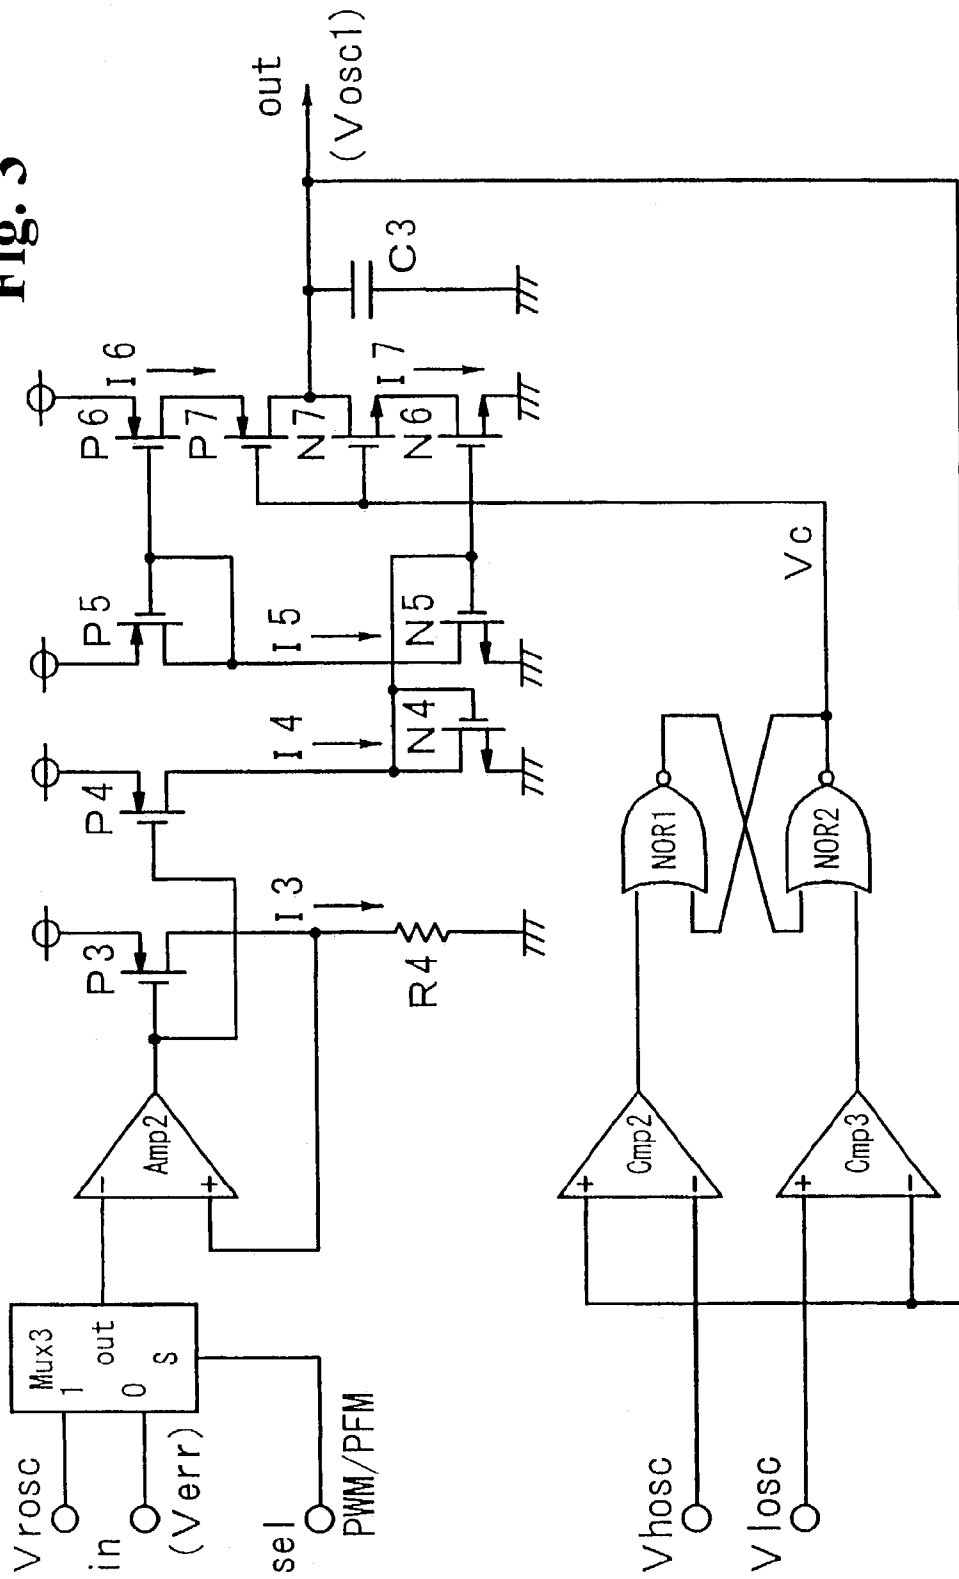 Fig.
Vrosc
in
(Verr)
sel
PWM/PFM
Mux3
1
0
out
S
Amp2
−
+
P3
I3
R4
P4
I4
N4
P5
I5
N5
P6
I6
P7
N7
I7
N6
C3
out
(Vosc1)
Vhosc
Vlosc
+
−
Cmp2
+
−
Cmp3
NOR1
NOR2
Vc